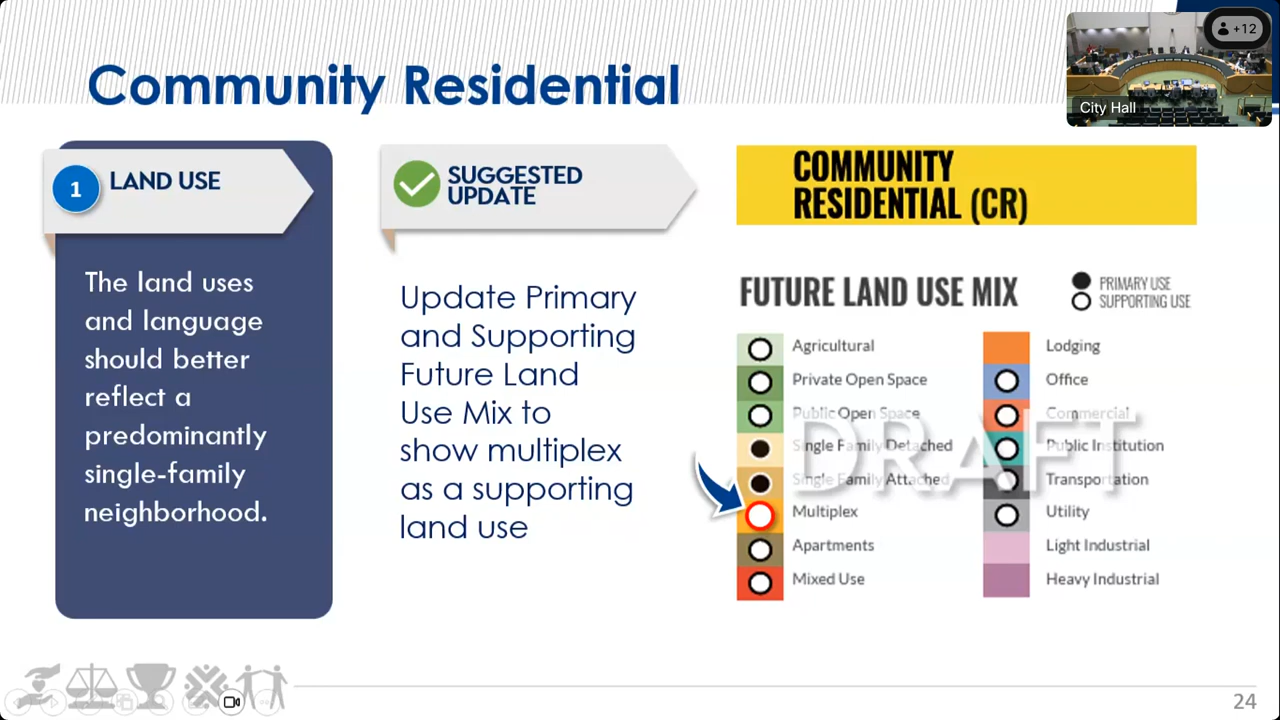 Community Residential
+12
City Hall
1
LAND USE
The land uses
and language
should better
reflect a
predominantly
single-family
neighborhood.
SUGGESTED
UPDATE
Update Primary
and Supporting
Future Land
Use Mix to
show multiplex
as a supporting
land use
COMMUNITY
RESIDENTIAL (CR)
FUTURE LAND USE MIX
PRIMARY USE
SUPPORTING USE
Agricultural
Private Open Space
Public Open Space
Single Family Detached
Single Family Attached
Multiplex
Apartments
Mixed Use
Lodging
Office
Commercial
Public Institution
Transportation
Utility
Light Industrial
Heavy Industrial
DRAFT
24